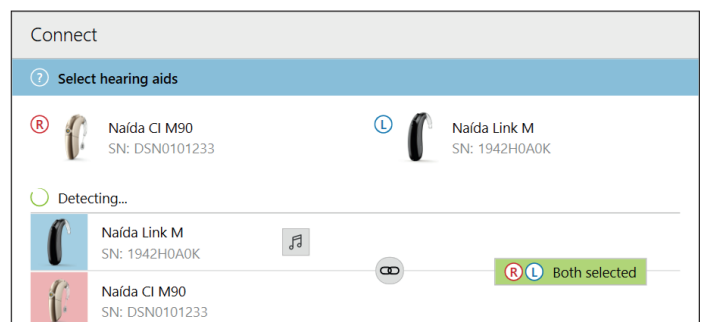 Connect
? Select hearing aids
R Naída CI M90
SN: DSN0101233
L Naída Link M
SN: 1942H0A0K
Detecting...
Naída Link M
SN: 1942H0A0K
R L Both selected
Naída CI M90
SN: DSN0101233